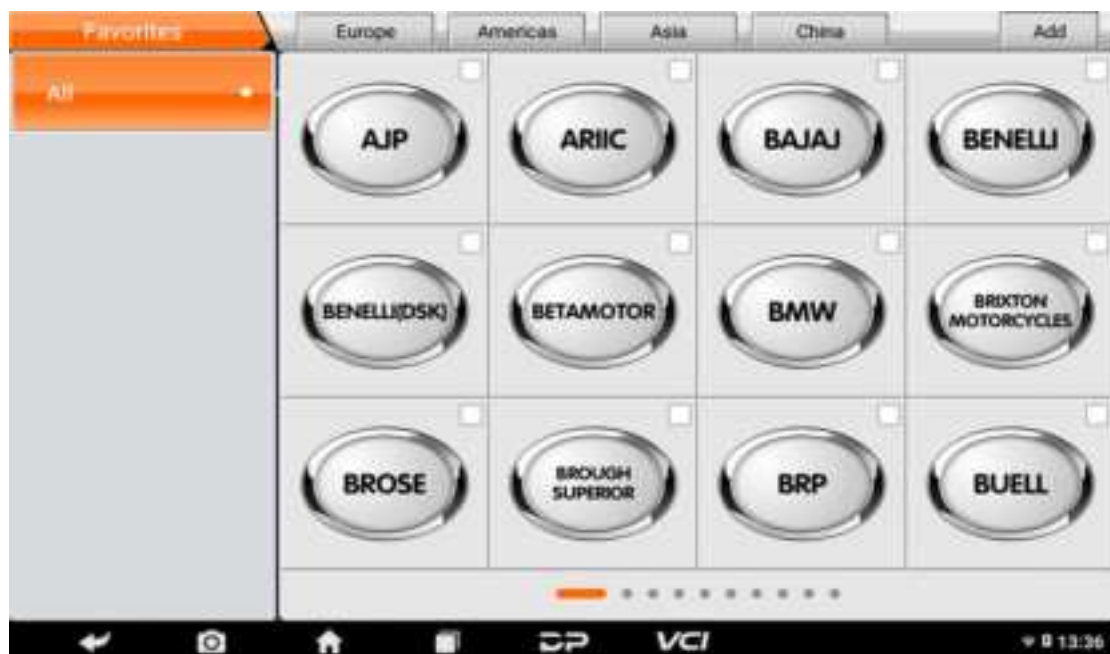 Favorites
Europe
Americas
Asia
China
Add
All
AJP
ARIIC
BAJAJ
BENELLI
BENELLI(DSK)
BETAMOTOR
BMW
BRIXTON
MOTORCYCLES
BROSE
BROUGH
SUPERIOR
BRP
BUELL
DP
VCI
13:36